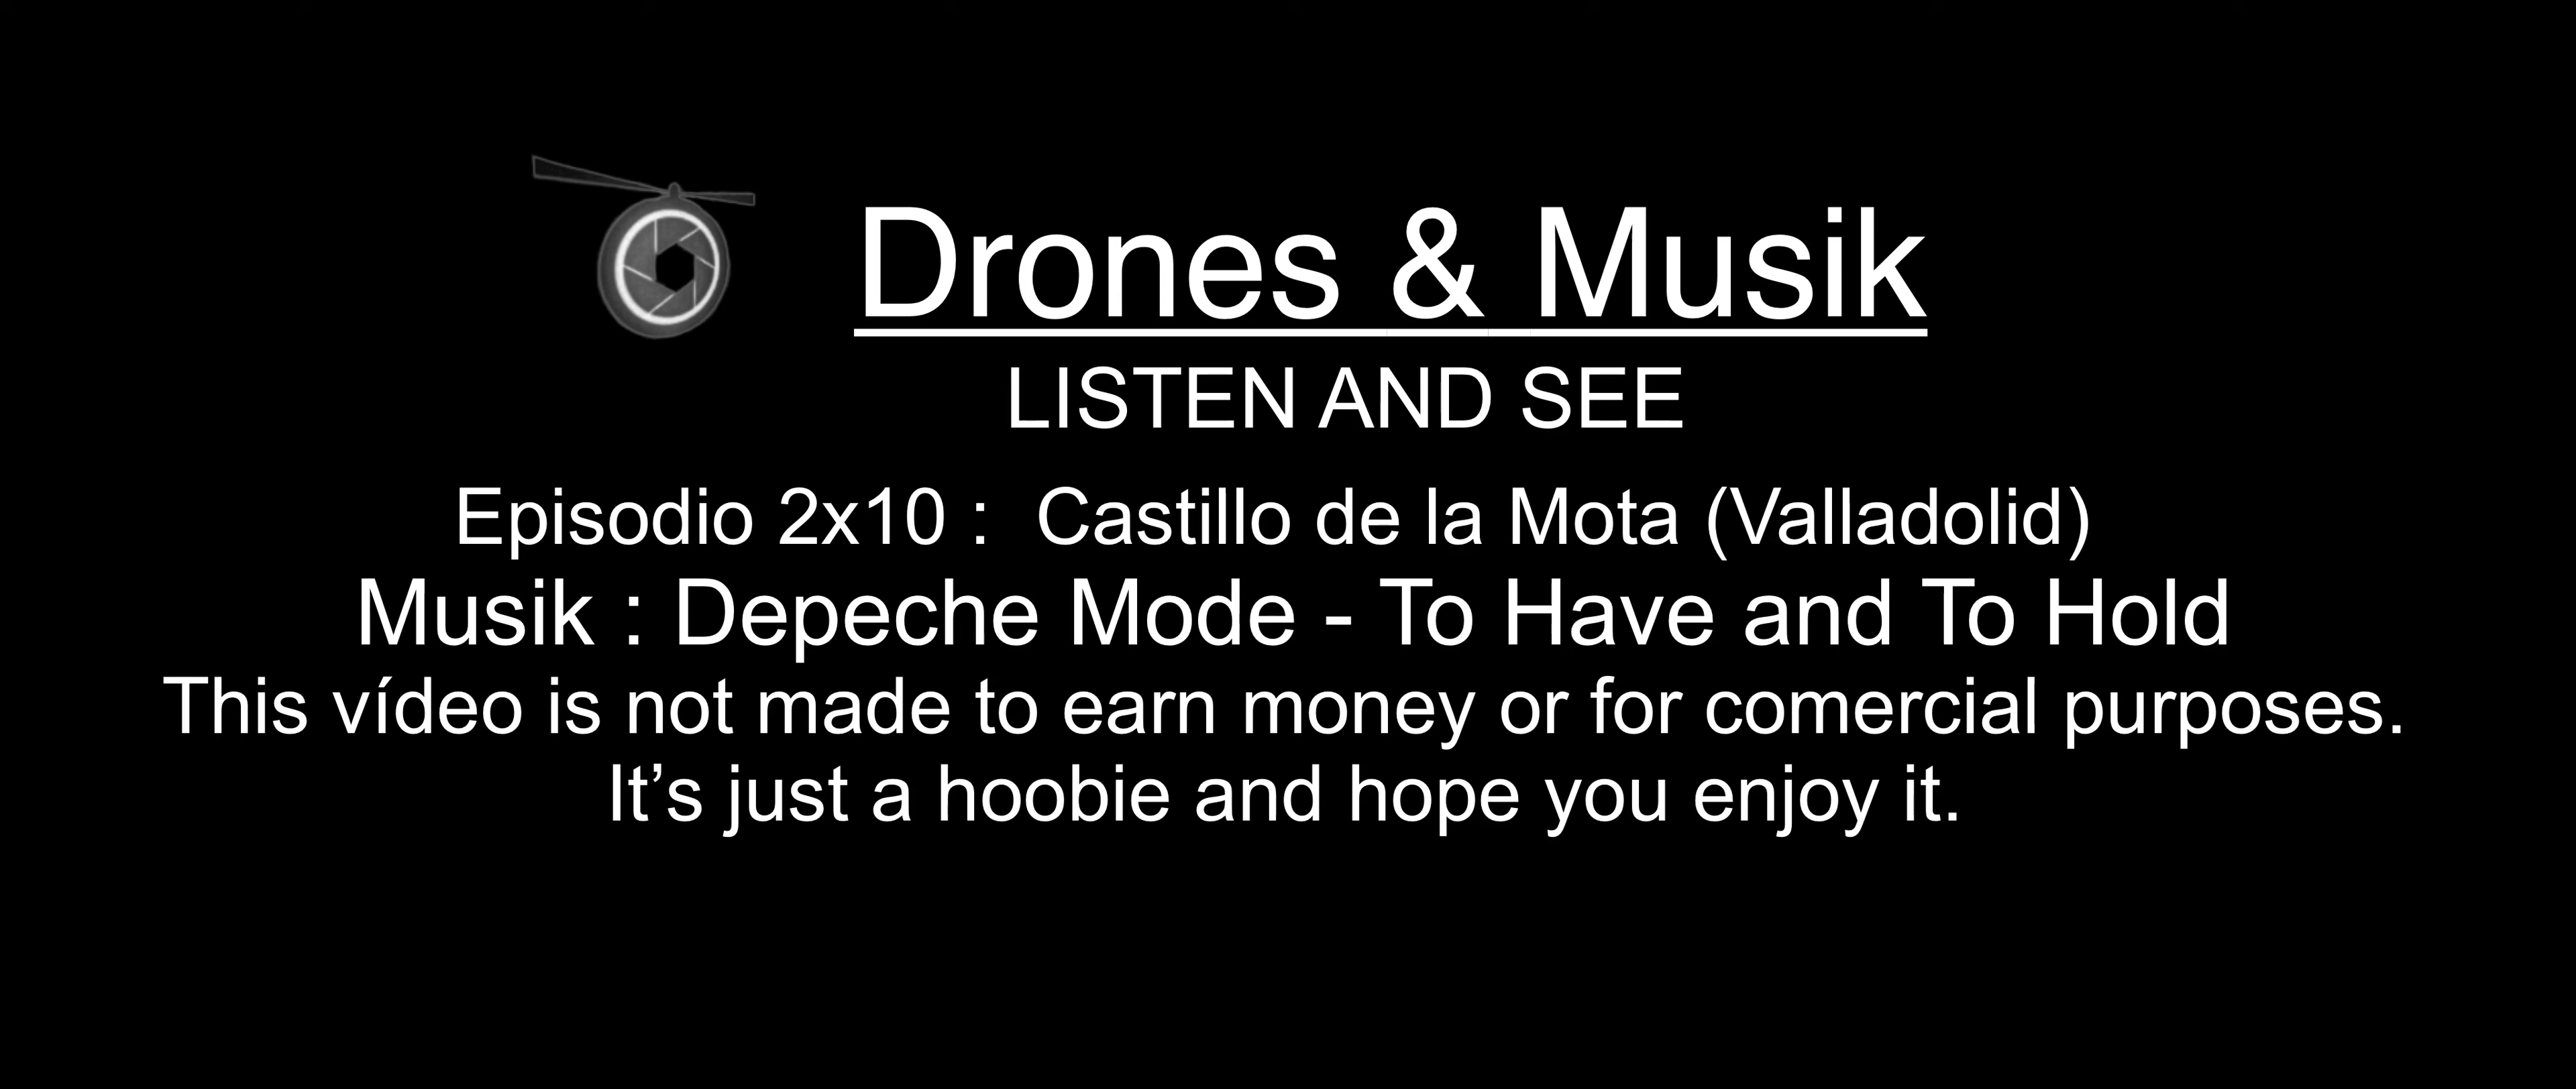 Drones & Musik
LISTEN AND SEE
Episodio 2x10 : Castillo de la Mota (Valladolid)
Musik : Depeche Mode - To Have and To Hold
This vídeo is not made to earn money or for comercial purposes.
It’s just a hoobie and hope you enjoy it.